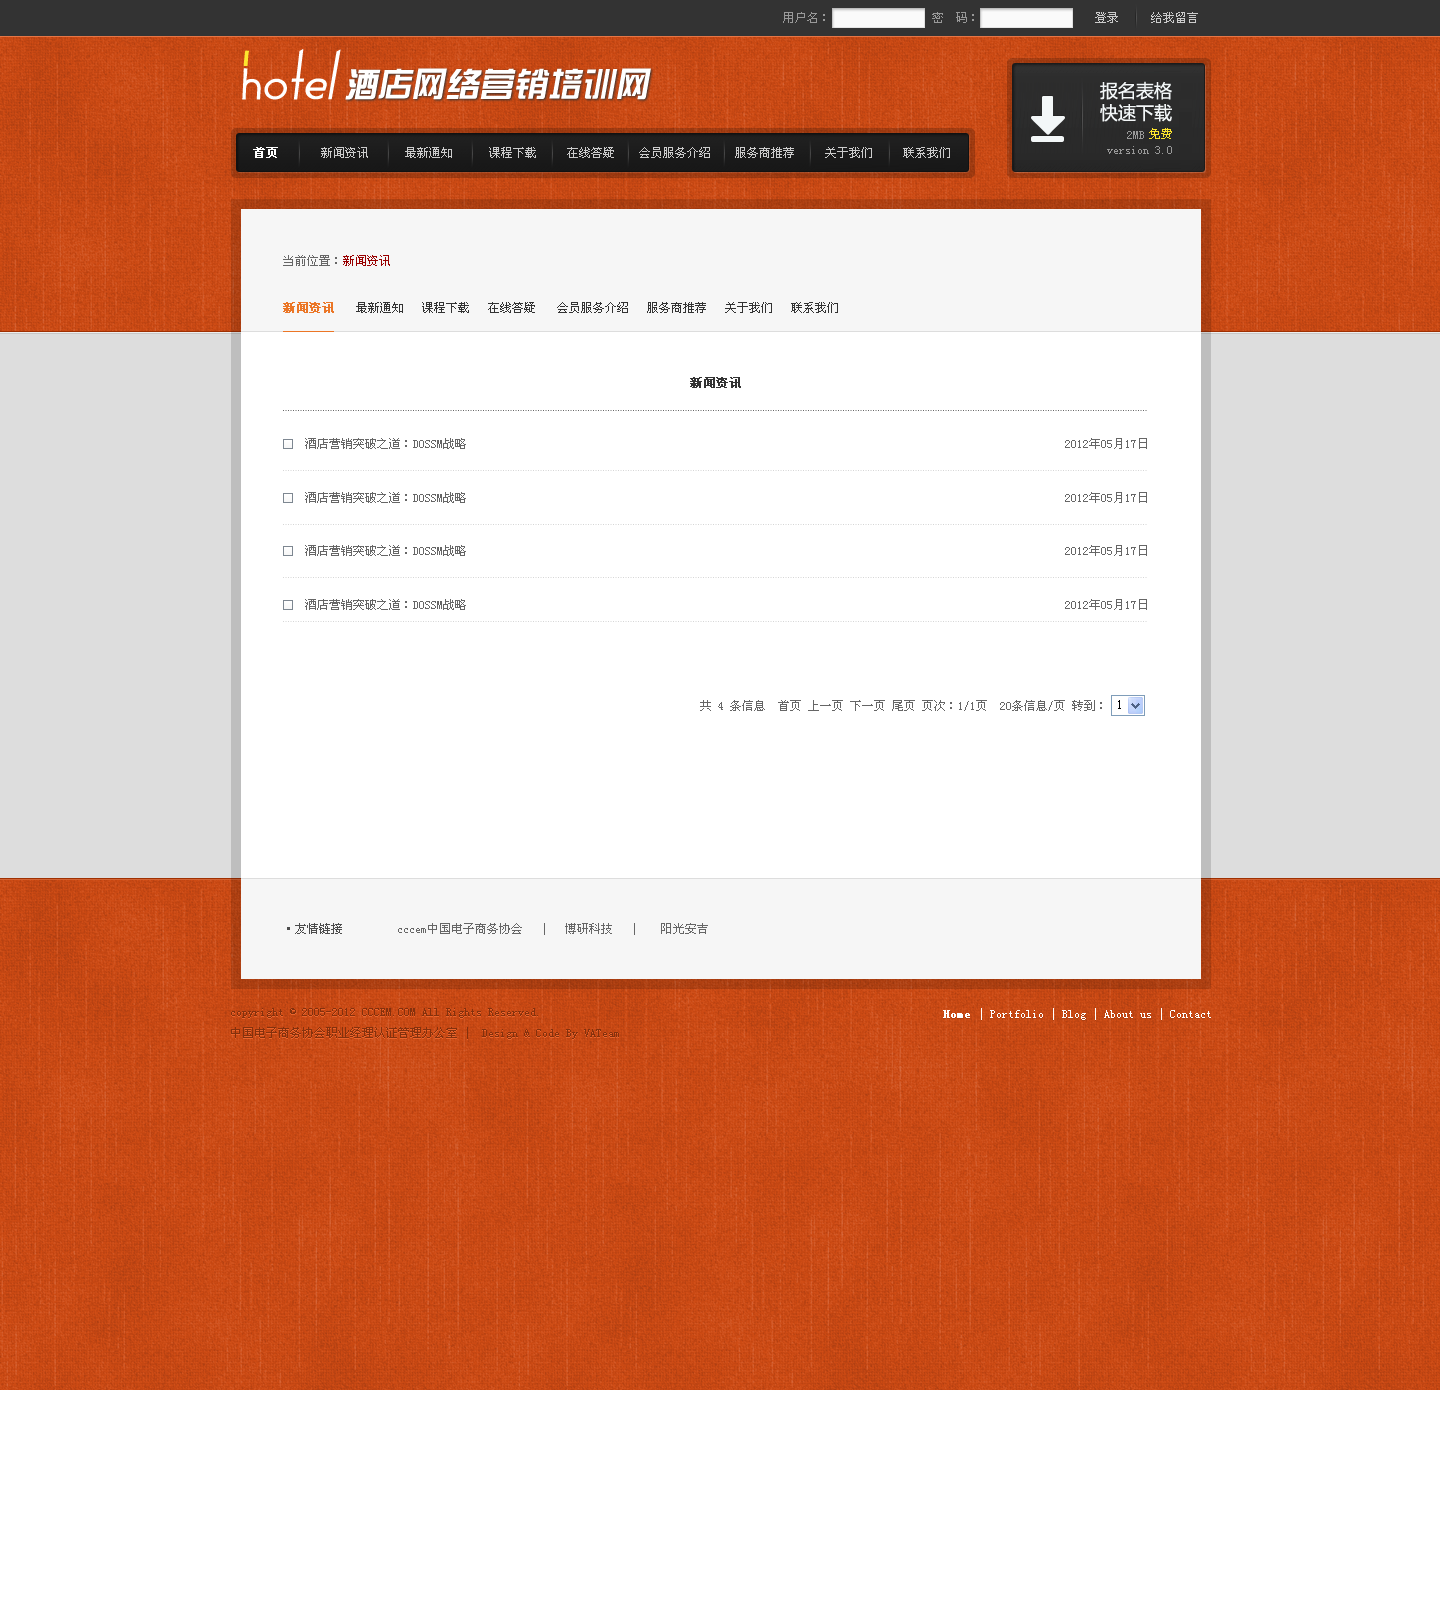 用户名： 密 码： 登录 给我留言
hotel 酒店网络营销培训网
报名表格
快速下载
2MB 免费
version 3.0
首页 新闻资讯 最新通知 课程下载 在线答疑 会员服务介绍 服务商推荐 关于我们 联系我们
当前位置：新闻资讯
新闻资讯 最新通知 课程下载 在线答疑 会员服务介绍 服务商推荐 关于我们 联系我们
新闻资讯
酒店营销突破之道：DOSSM战略 2012年05月17日
酒店营销突破之道：DOSSM战略 2012年05月17日
酒店营销突破之道：DOSSM战略 2012年05月17日
酒店营销突破之道：DOSSM战略 2012年05月17日
共 4 条信息 首页 上一页 下一页 尾页 页次：1/1页 20条信息/页 转到： 1
▪友情链接 cccem中国电子商务协会 | 博研科技 | 阳光安吉
copyright © 2005-2012 CCCEM.COM All Rights Reserved
中国电子商务协会职业经理认证管理办公室 | Design & Code By VATeam
Home | Portfolio | Blog | About us | Contact